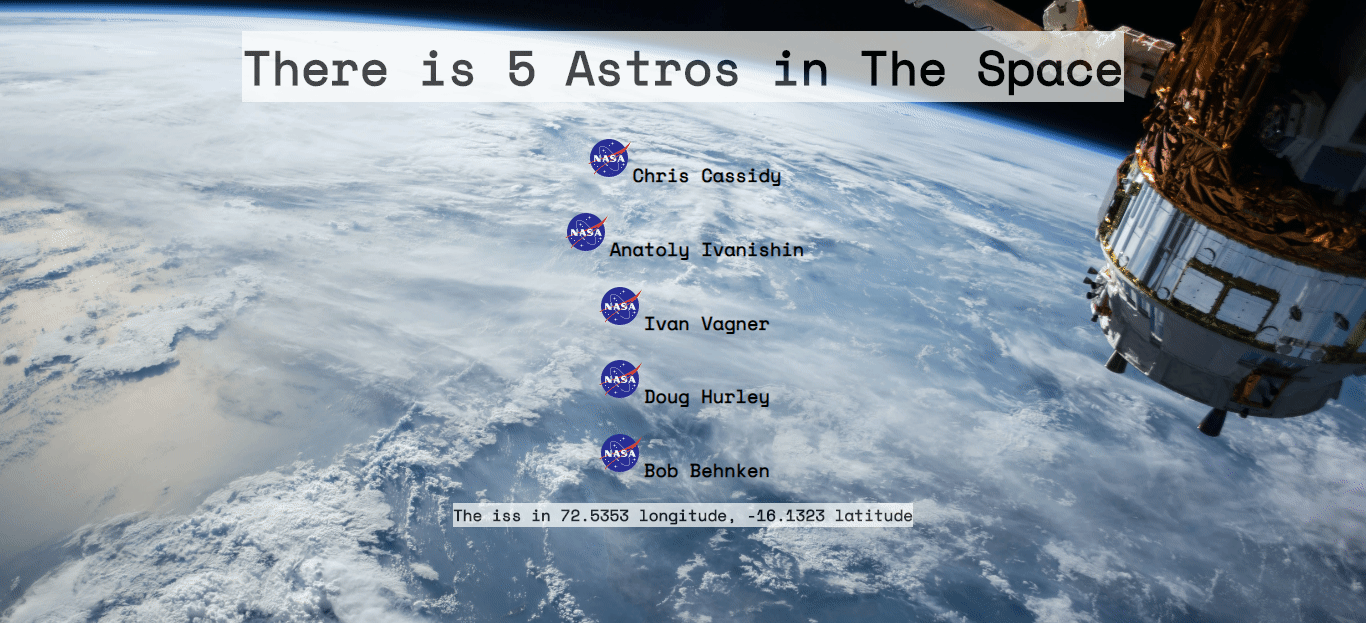 There is 5 Astros in The Space
NASA
Chris Cassidy
NASA
Anatoly Ivanishin
NASA
Ivan Vagner
NASA
Doug Hurley
NASA
Bob Behnken
The iss in 72.5353 longitude, -16.1323 latitude